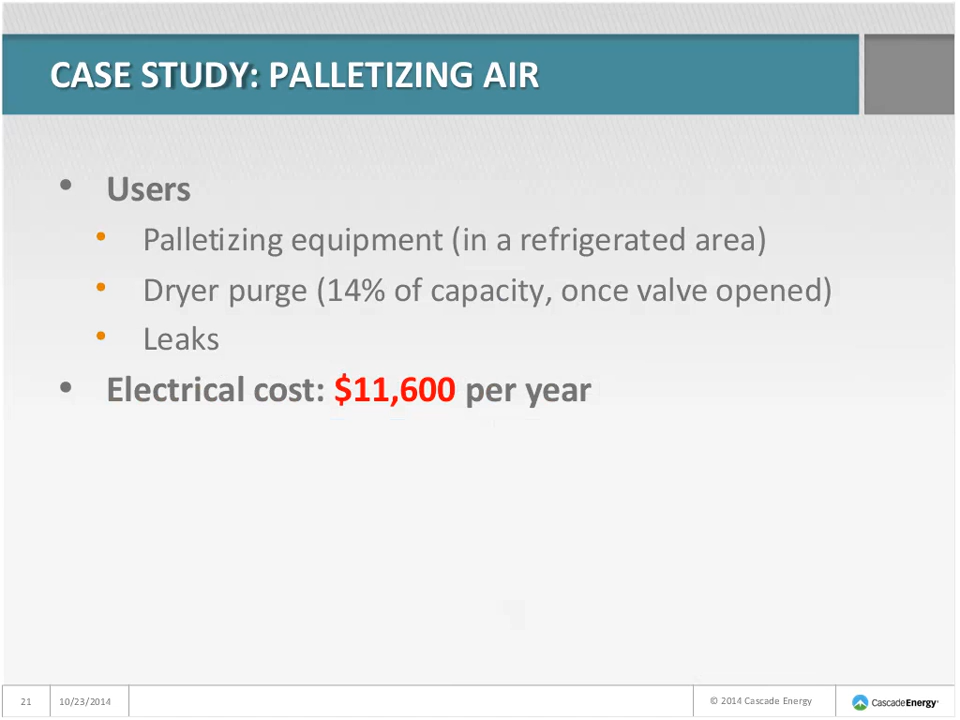 CASE STUDY: PALLETIZING AIR
• Users
• Palletizing equipment (in a refrigerated area)
• Dryer purge (14% of capacity, once valve opened)
• Leaks
• Electrical cost: $11,600 per year
21 10/23/2014 © 2014 Cascade Energy CascadeEnergy